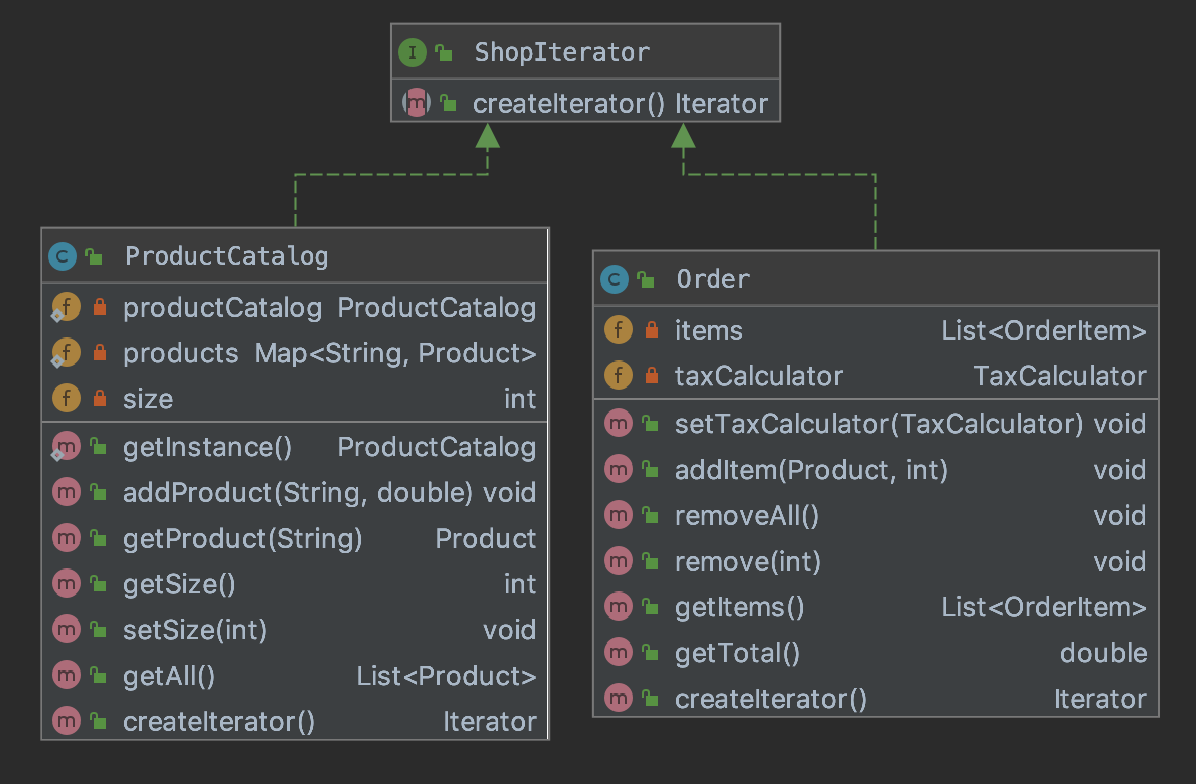 ShopIterator
createIterator() Iterator
ProductCatalog
productCatalog ProductCatalog
products Map<String, Product>
size int
getInstance() ProductCatalog
addProduct(String, double) void
getProduct(String) Product
getSize() int
setSize(int) void
getAll() List<Product>
createIterator() Iterator
Order
items List<OrderItem>
taxCalculator TaxCalculator
setTaxCalculator(TaxCalculator) void
addItem(Product, int) void
removeAll() void
remove(int) void
getItems() List<OrderItem>
getTotal() double
createIterator() Iterator